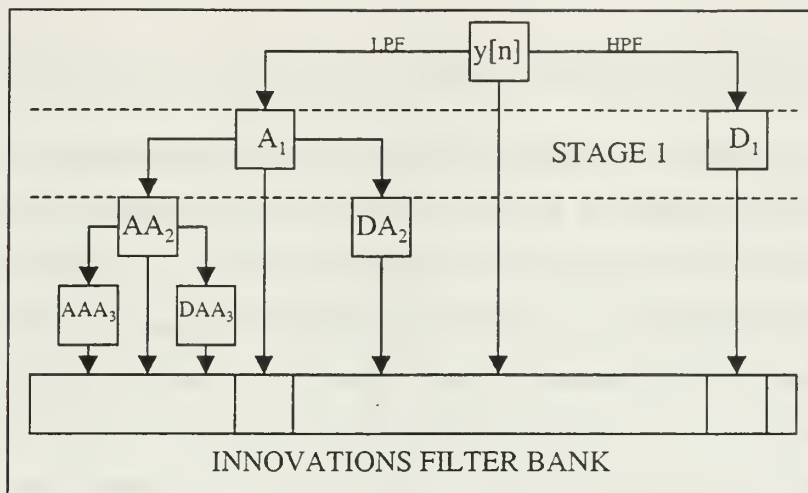 LPF y[n] HPF
A₁ STAGE 1 D₁
AA₂ DA₂
AAA₃ DAA₃
INNOVATIONS FILTER BANK